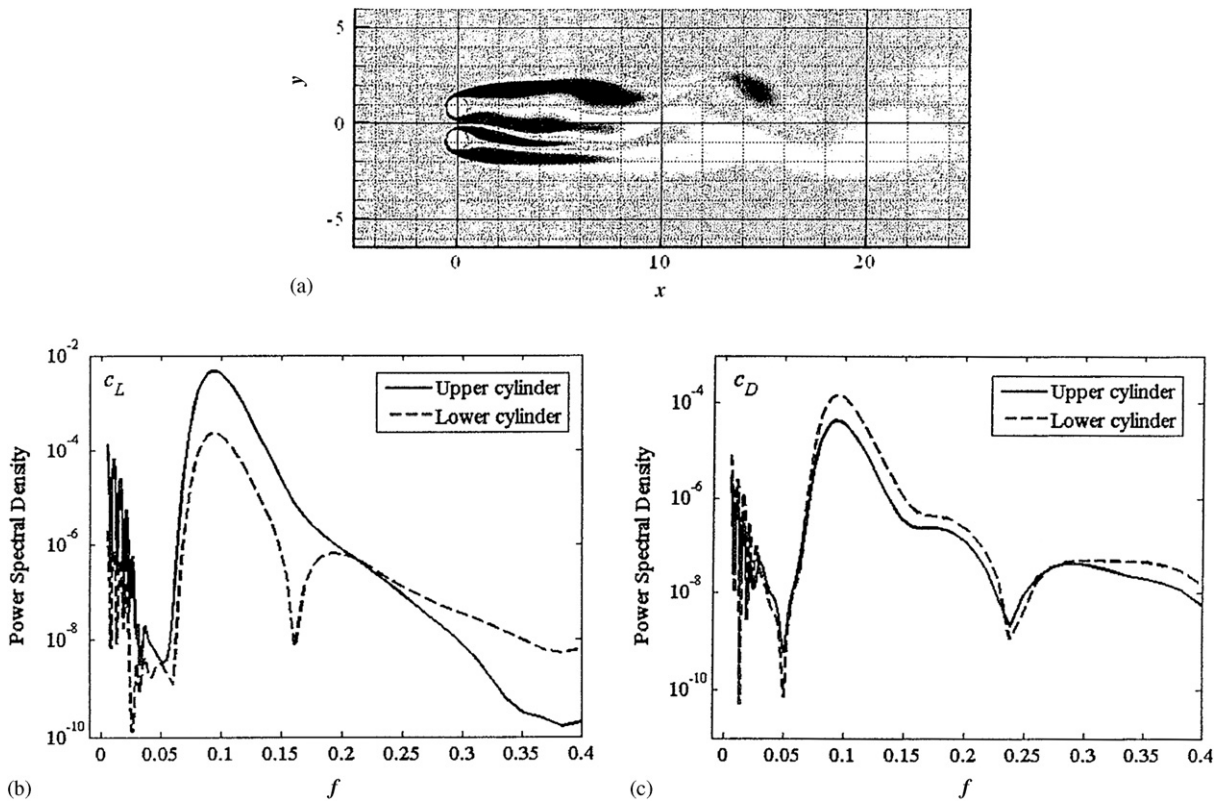 5
y
0
-5
0
10
20
(a)
x
10^-2
10^-4
10^-6
10^-8
10^-10
Power Spectral Density
c_L
Upper cylinder
Lower cylinder
0
0.05
0.1
0.15
0.2
0.25
0.3
0.35
0.4
(b)
f
10^-4
10^-6
10^-8
10^-10
Power Spectral Density
c_D
Upper cylinder
Lower cylinder
0
0.05
0.1
0.15
0.2
0.25
0.3
0.35
0.4
(c)
f